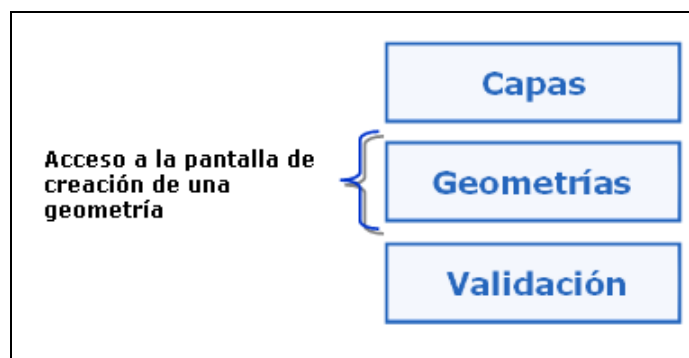 Capas
Acceso a la pantalla de
creación de una
geometría
Geometrías
Validación